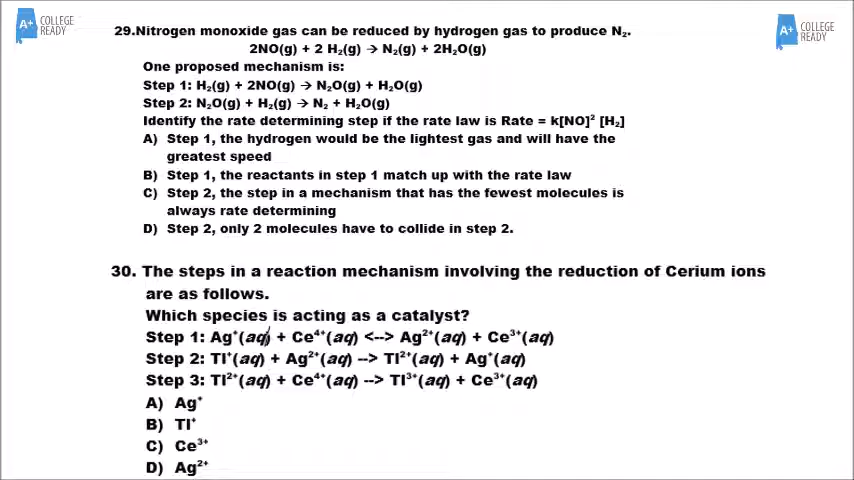 A+ COLLEGE READY
A+ COLLEGE READY
29.Nitrogen monoxide gas can be reduced by hydrogen gas to produce N₂.
2NO(g) + 2 H₂(g) → N₂(g) + 2H₂O(g)
One proposed mechanism is:
Step 1: H₂(g) + 2NO(g) → N₂O(g) + H₂O(g)
Step 2: N₂O(g) + H₂(g) → N₂ + H₂O(g)
Identify the rate determining step if the rate law is Rate = k[NO]² [H₂]
A) Step 1, the hydrogen would be the lightest gas and will have the
greatest speed
B) Step 1, the reactants in step 1 match up with the rate law
C) Step 2, the step in a mechanism that has the fewest molecules is
always rate determining
D) Step 2, only 2 molecules have to collide in step 2.
30. The steps in a reaction mechanism involving the reduction of Cerium ions
are as follows.
Which species is acting as a catalyst?
Step 1: Ag⁺(aq) + Ce⁴⁺(aq) <--> Ag²⁺(aq) + Ce³⁺(aq)
Step 2: Tl⁺(aq) + Ag²⁺(aq) --> Tl²⁺(aq) + Ag⁺(aq)
Step 3: Tl²⁺(aq) + Ce⁴⁺(aq) --> Tl³⁺(aq) + Ce³⁺(aq)
A) Ag⁺
B) Tl⁺
C) Ce³⁺
D) Ag²⁺